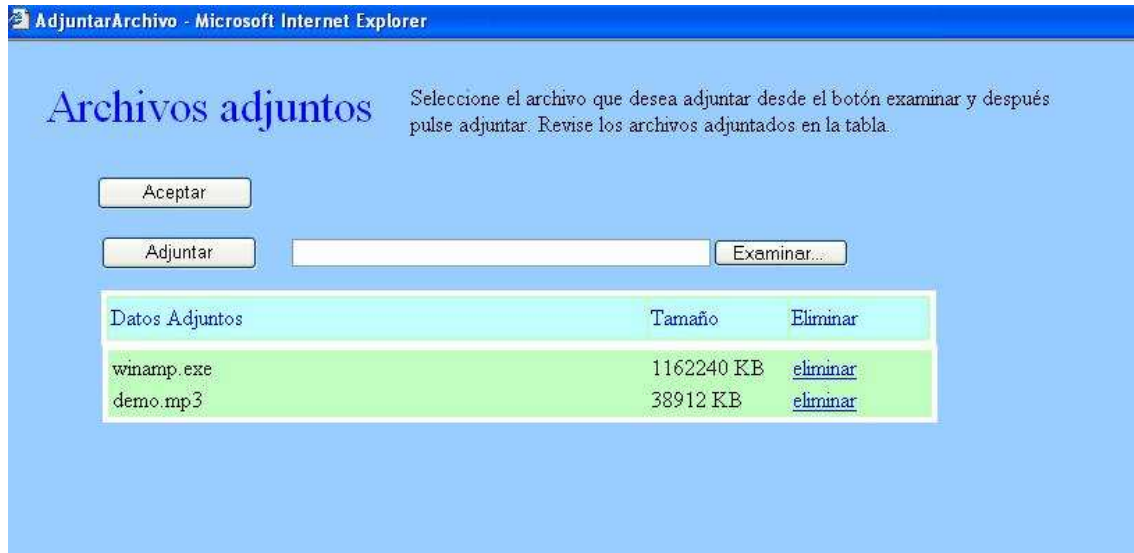 AdjuntarArchivo - Microsoft Internet Explorer
Archivos adjuntos
Seleccione el archivo que desea adjuntar desde el botón examinar y después
pulse adjuntar. Revise los archivos adjuntados en la tabla.
Aceptar
Adjuntar Examinar...
Datos Adjuntos Tamaño Eliminar
winamp.exe 1162240 KB eliminar
demo.mp3 38912 KB eliminar